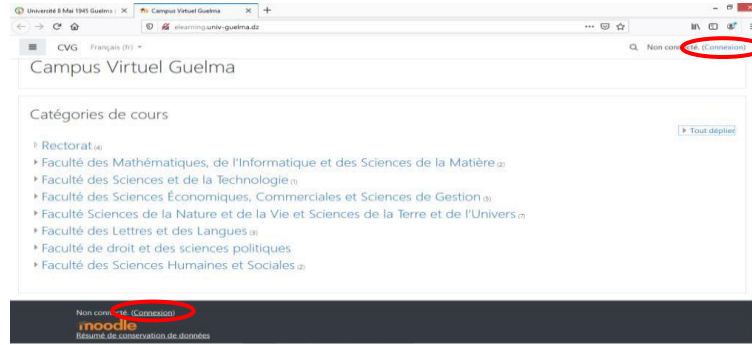 Université 8 Mai 1945 Guelma |
Campus Virtuel Guelma
elearning.univ-guelma.dz
CVG Français (fr)
Non connecté. (Connexion)
Campus Virtuel Guelma
Catégories de cours
Tout déplier
Rectorat (4)
Faculté des Mathématiques, de l'Informatique et des Sciences de la Matière (2)
Faculté des Sciences et de la Technologie (1)
Faculté des Sciences Économiques, Commerciales et Sciences de Gestion (5)
Faculté Sciences de la Nature et de la Vie et Sciences de la Terre et de l'Univers (7)
Faculté des Lettres et des Langues (3)
Faculté de droit et des sciences politiques
Faculté des Sciences Humaines et Sociales (2)
Non connecté. (Connexion)
moodle
Résumé de conservation de données